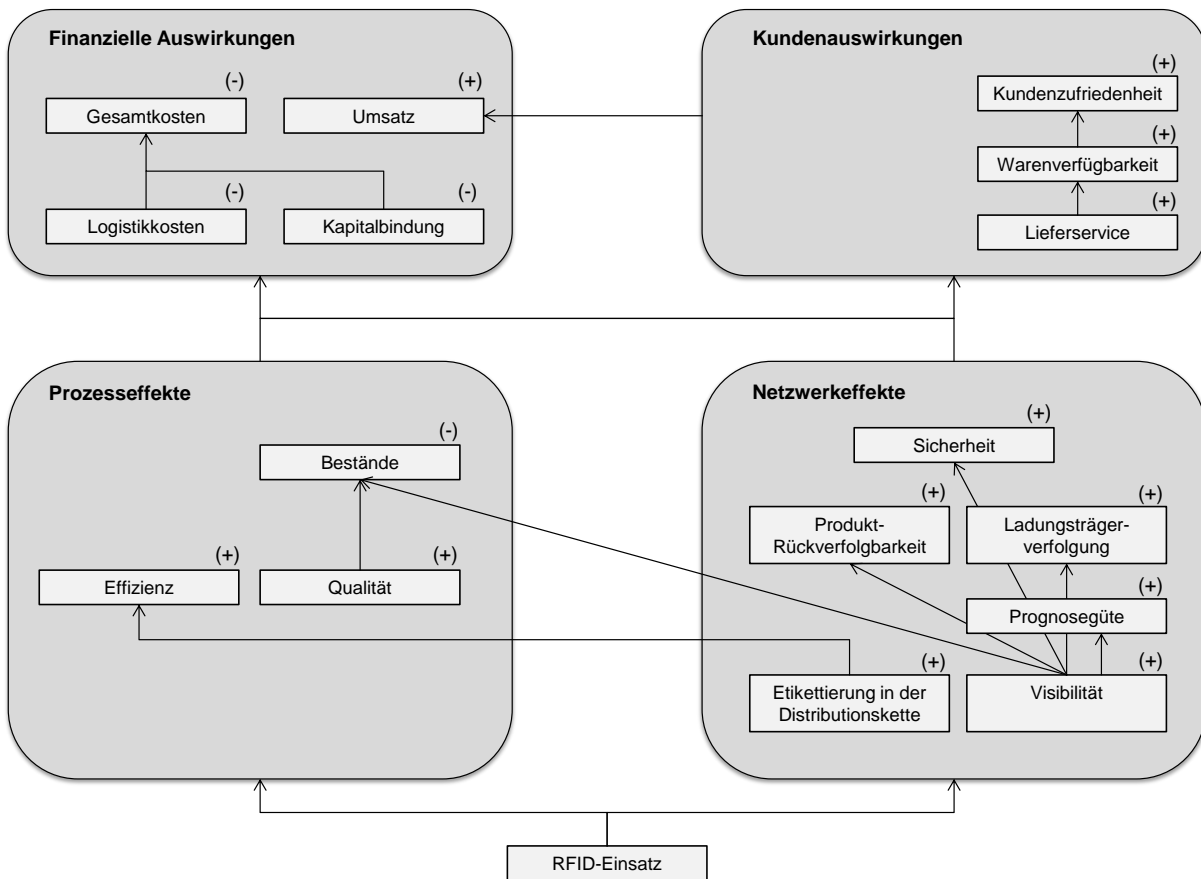 Finanzielle Auswirkungen
(-)
Gesamtkosten
(+)
Umsatz
(-)
Logistikkosten
(-)
Kapitalbindung
Kundenauswirkungen
(+)
Kundenzufriedenheit
(+)
Warenverfügbarkeit
(+)
Lieferservice
Prozesseffekte
(-)
Bestände
(+)
Effizienz
(+)
Qualität
Netzwerkeffekte
(+)
Sicherheit
(+)
Produkt-
Rückverfolgbarkeit
(+)
Ladungsträger-
verfolgung
(+)
Prognosegüte
(+)
Etikettierung in der
Distributionskette
(+)
Visibilität
RFID-Einsatz